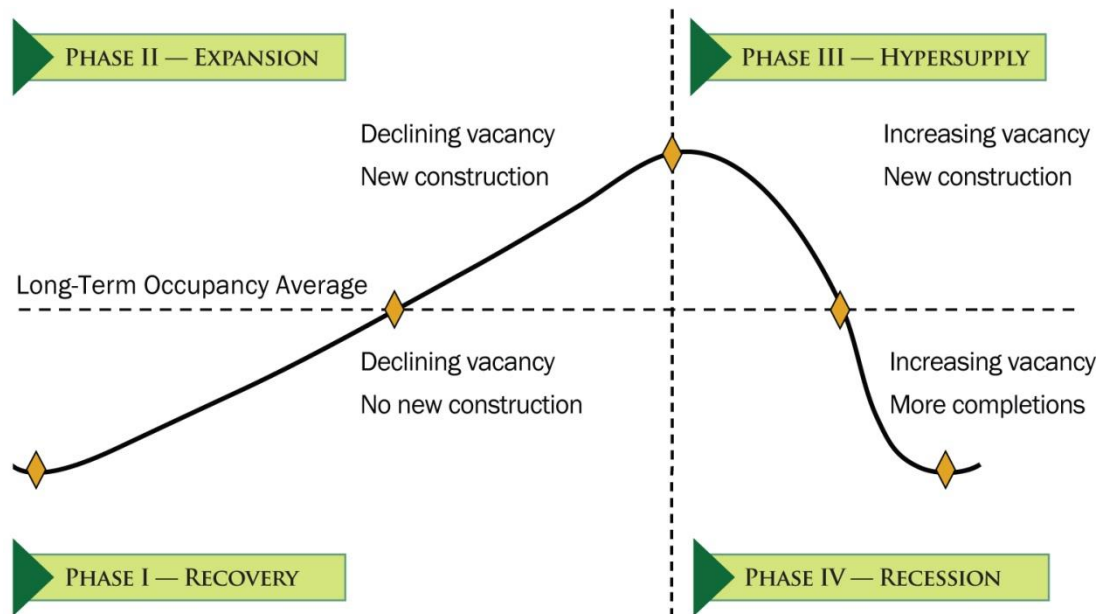 PHASE II — EXPANSION
PHASE III — HYPERSUPPLY
Declining vacancy
New construction
Increasing vacancy
New construction
Long-Term Occupancy Average
Declining vacancy
No new construction
Increasing vacancy
More completions
PHASE I — RECOVERY
PHASE IV — RECESSION